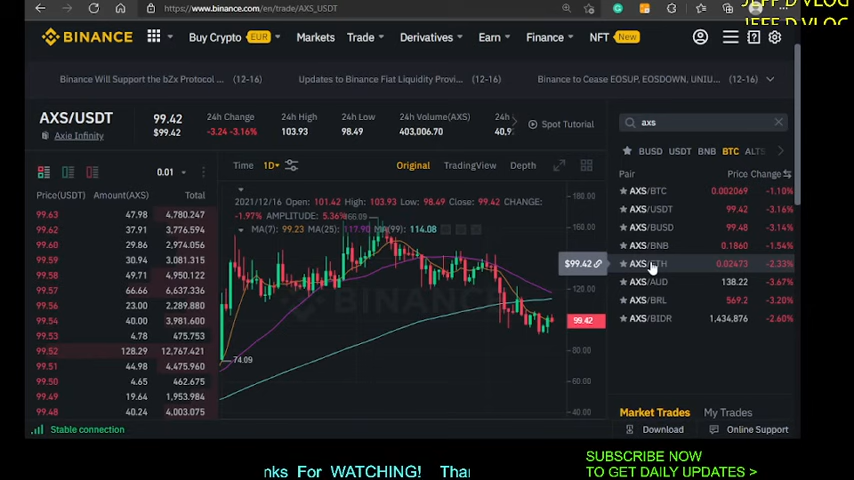 JEFF D VLOG
https://www.binance.com/en/trade/AXS_USDT
BINANCE Buy Crypto EUR Markets Trade Derivatives Earn Finance NFT New
Binance Will Support the bZx Protocol ... (12-16) Updates to Binance Fiat Liquidity Provi... (12-16) Binance to Cease EOSUP, EOSDOWN, UNIU... (12-16)
AXS/USDT
Axie Infinity
99.42
$99.42
24h Change
-3.24 -3.16%
24h High
103.93
24h Low
98.49
24h Volume(AXS)
403,006.70
24h
40,9
Spot Tutorial
0.01
Price(USDT) Amount(AXS) Total
99.63 47.98 4,780.247
99.62 37.91 3,776.594
99.60 29.86 2,974.056
99.59 30.94 3,081.315
99.58 49.71 4,950.122
99.57 66.66 6,637.336
99.56 23.00 2,289.880
99.54 40.00 3,981.600
99.53 4.78 475.753
99.52 128.29 12,767.421
99.51 44.98 4,475.960
99.50 4.65 462.675
99.49 19.64 1,953.984
99.48 40.24 4,003.075
Time 1D Original TradingView Depth
2021/12/16 Open: 101.42 High: 103.93 Low: 98.49 Close: 99.42 CHANGE:
-1.97% AMPLITUDE: 5.36%
MA(7): 99.23 MA(25): 117.90 MA(99): 114.08
74.09
180.00
160.00
$99.42
120.00
99.42
80.00
60.00
40.00
axs
BUSD USDT BNB BTC ALTS
Pair Price Change
AXS/BTC 0.002069 -1.10%
AXS/USDT 99.42 -3.16%
AXS/BUSD 99.48 -3.14%
AXS/BNB 0.1860 -1.54%
AXS/ETH 0.02473 -2.33%
AXS/AUD 138.22 -3.67%
AXS/BRL 569.2 -3.20%
AXS/BIDR 1,434,876 -2.60%
Market Trades My Trades
Stable connection Download Online Support
nks For WATCHING! Tha
SUBSCRIBE NOW
TO GET DAILY UPDATES >